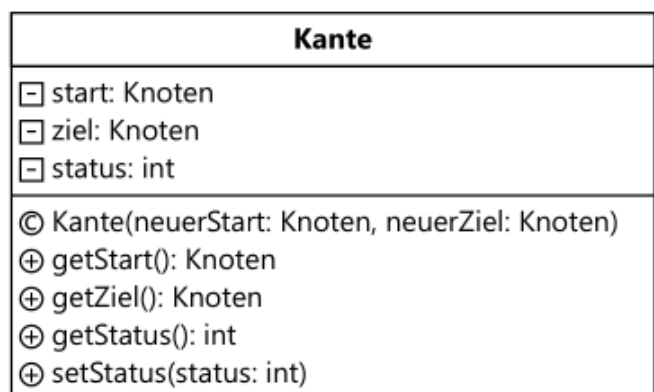 Kante
- start: Knoten
- ziel: Knoten
- status: int
© Kante(neuerStart: Knoten, neuerZiel: Knoten)
⊕ getStart(): Knoten
⊕ getZiel(): Knoten
⊕ getStatus(): int
⊕ setStatus(status: int)